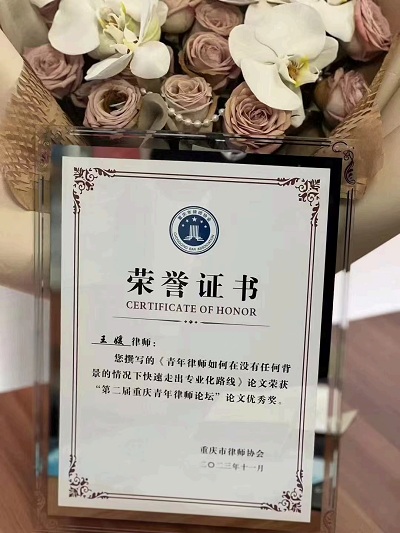 荣誉证书
CERTIFICATE OF HONOR
王媛律师：
您撰写的《青年律师如何在没有任何背
景的情况下快速走出专业化路线》论文荣获
“第二届重庆青年律师论坛”论文优秀奖。
重庆市律师协会
二〇二三年十一月